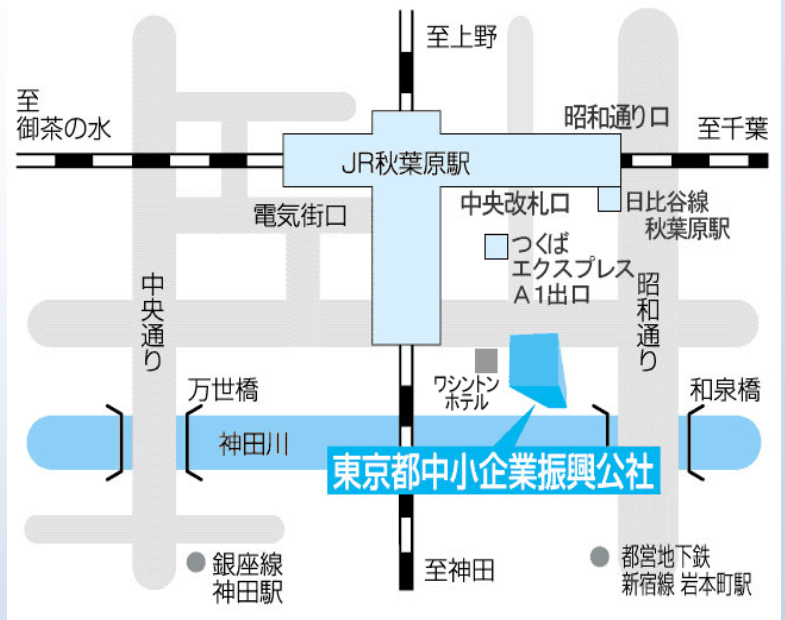 至上野
至
御茶の水
昭和通り口
至千葉
JR秋葉原駅
電気街口
中央改札口
日比谷線
秋葉原駅
つくば
エクスプレス
A1出口
中央通り
昭和通り
ワシントン
ホテル
万世橋
和泉橋
神田川
東京都中小企業振興公社
銀座線
神田駅
至神田
都営地下鉄
新宿線 岩本町駅